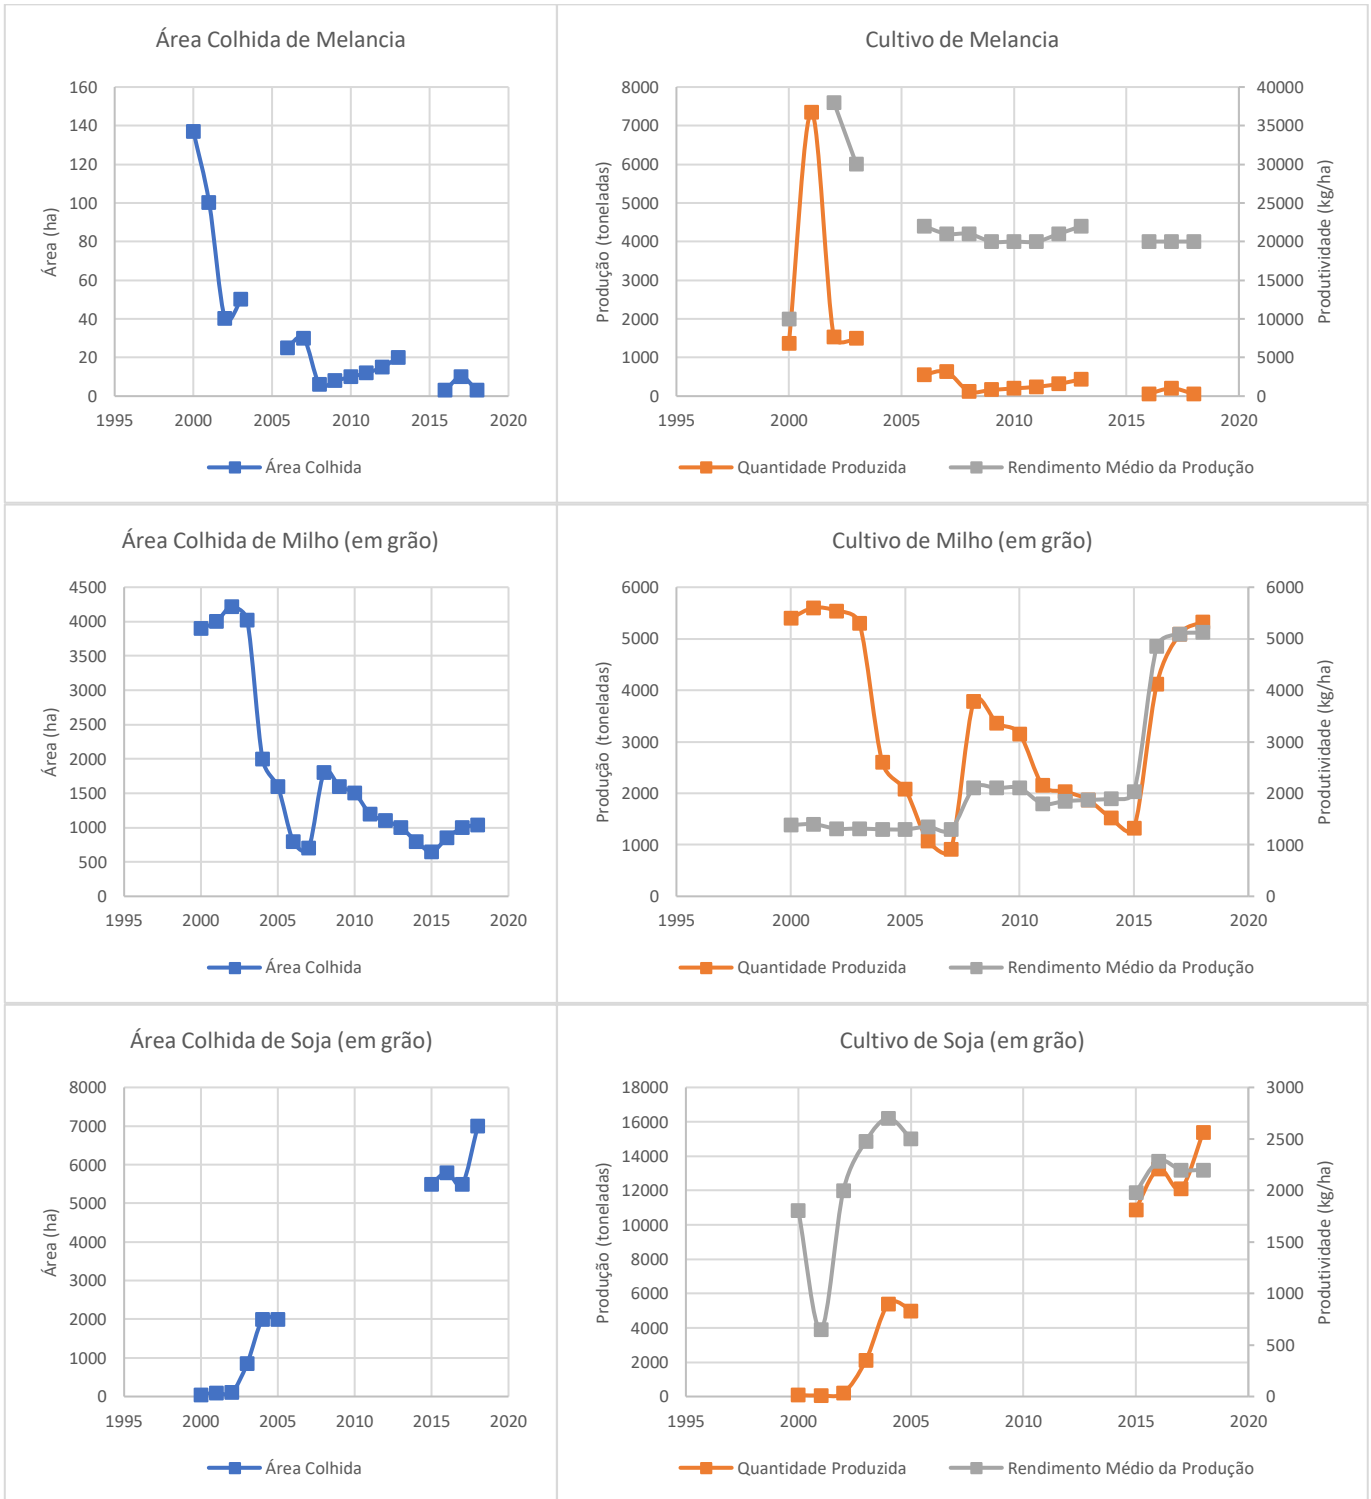 Área Colhida de Melancia
160
140
120
100
80
60
40
20
0
Área (ha)
1995 2000 2005 2010 2015 2020
Área Colhida
Cultivo de Melancia
8000
7000
6000
5000
4000
3000
2000
1000
0
Produção (toneladas)
40000
35000
30000
25000
20000
15000
10000
5000
0
Produtividade (kg/ha)
1995 2000 2005 2010 2015 2020
Quantidade Produzida Rendimento Médio da Produção
Área Colhida de Milho (em grão)
4500
4000
3500
3000
2500
2000
1500
1000
500
0
Área (ha)
1995 2000 2005 2010 2015 2020
Área Colhida
Cultivo de Milho (em grão)
6000
5000
4000
3000
2000
1000
0
Produção (toneladas)
6000
5000
4000
3000
2000
1000
0
Produtividade (kg/ha)
1995 2000 2005 2010 2015 2020
Quantidade Produzida Rendimento Médio da Produção
Área Colhida de Soja (em grão)
8000
7000
6000
5000
4000
3000
2000
1000
0
Área (ha)
1995 2000 2005 2010 2015 2020
Área Colhida
Cultivo de Soja (em grão)
18000
16000
14000
12000
10000
8000
6000
4000
2000
0
Produção (toneladas)
3000
2500
2000
1500
1000
500
0
Produtividade (kg/ha)
1995 2000 2005 2010 2015 2020
Quantidade Produzida Rendimento Médio da Produção